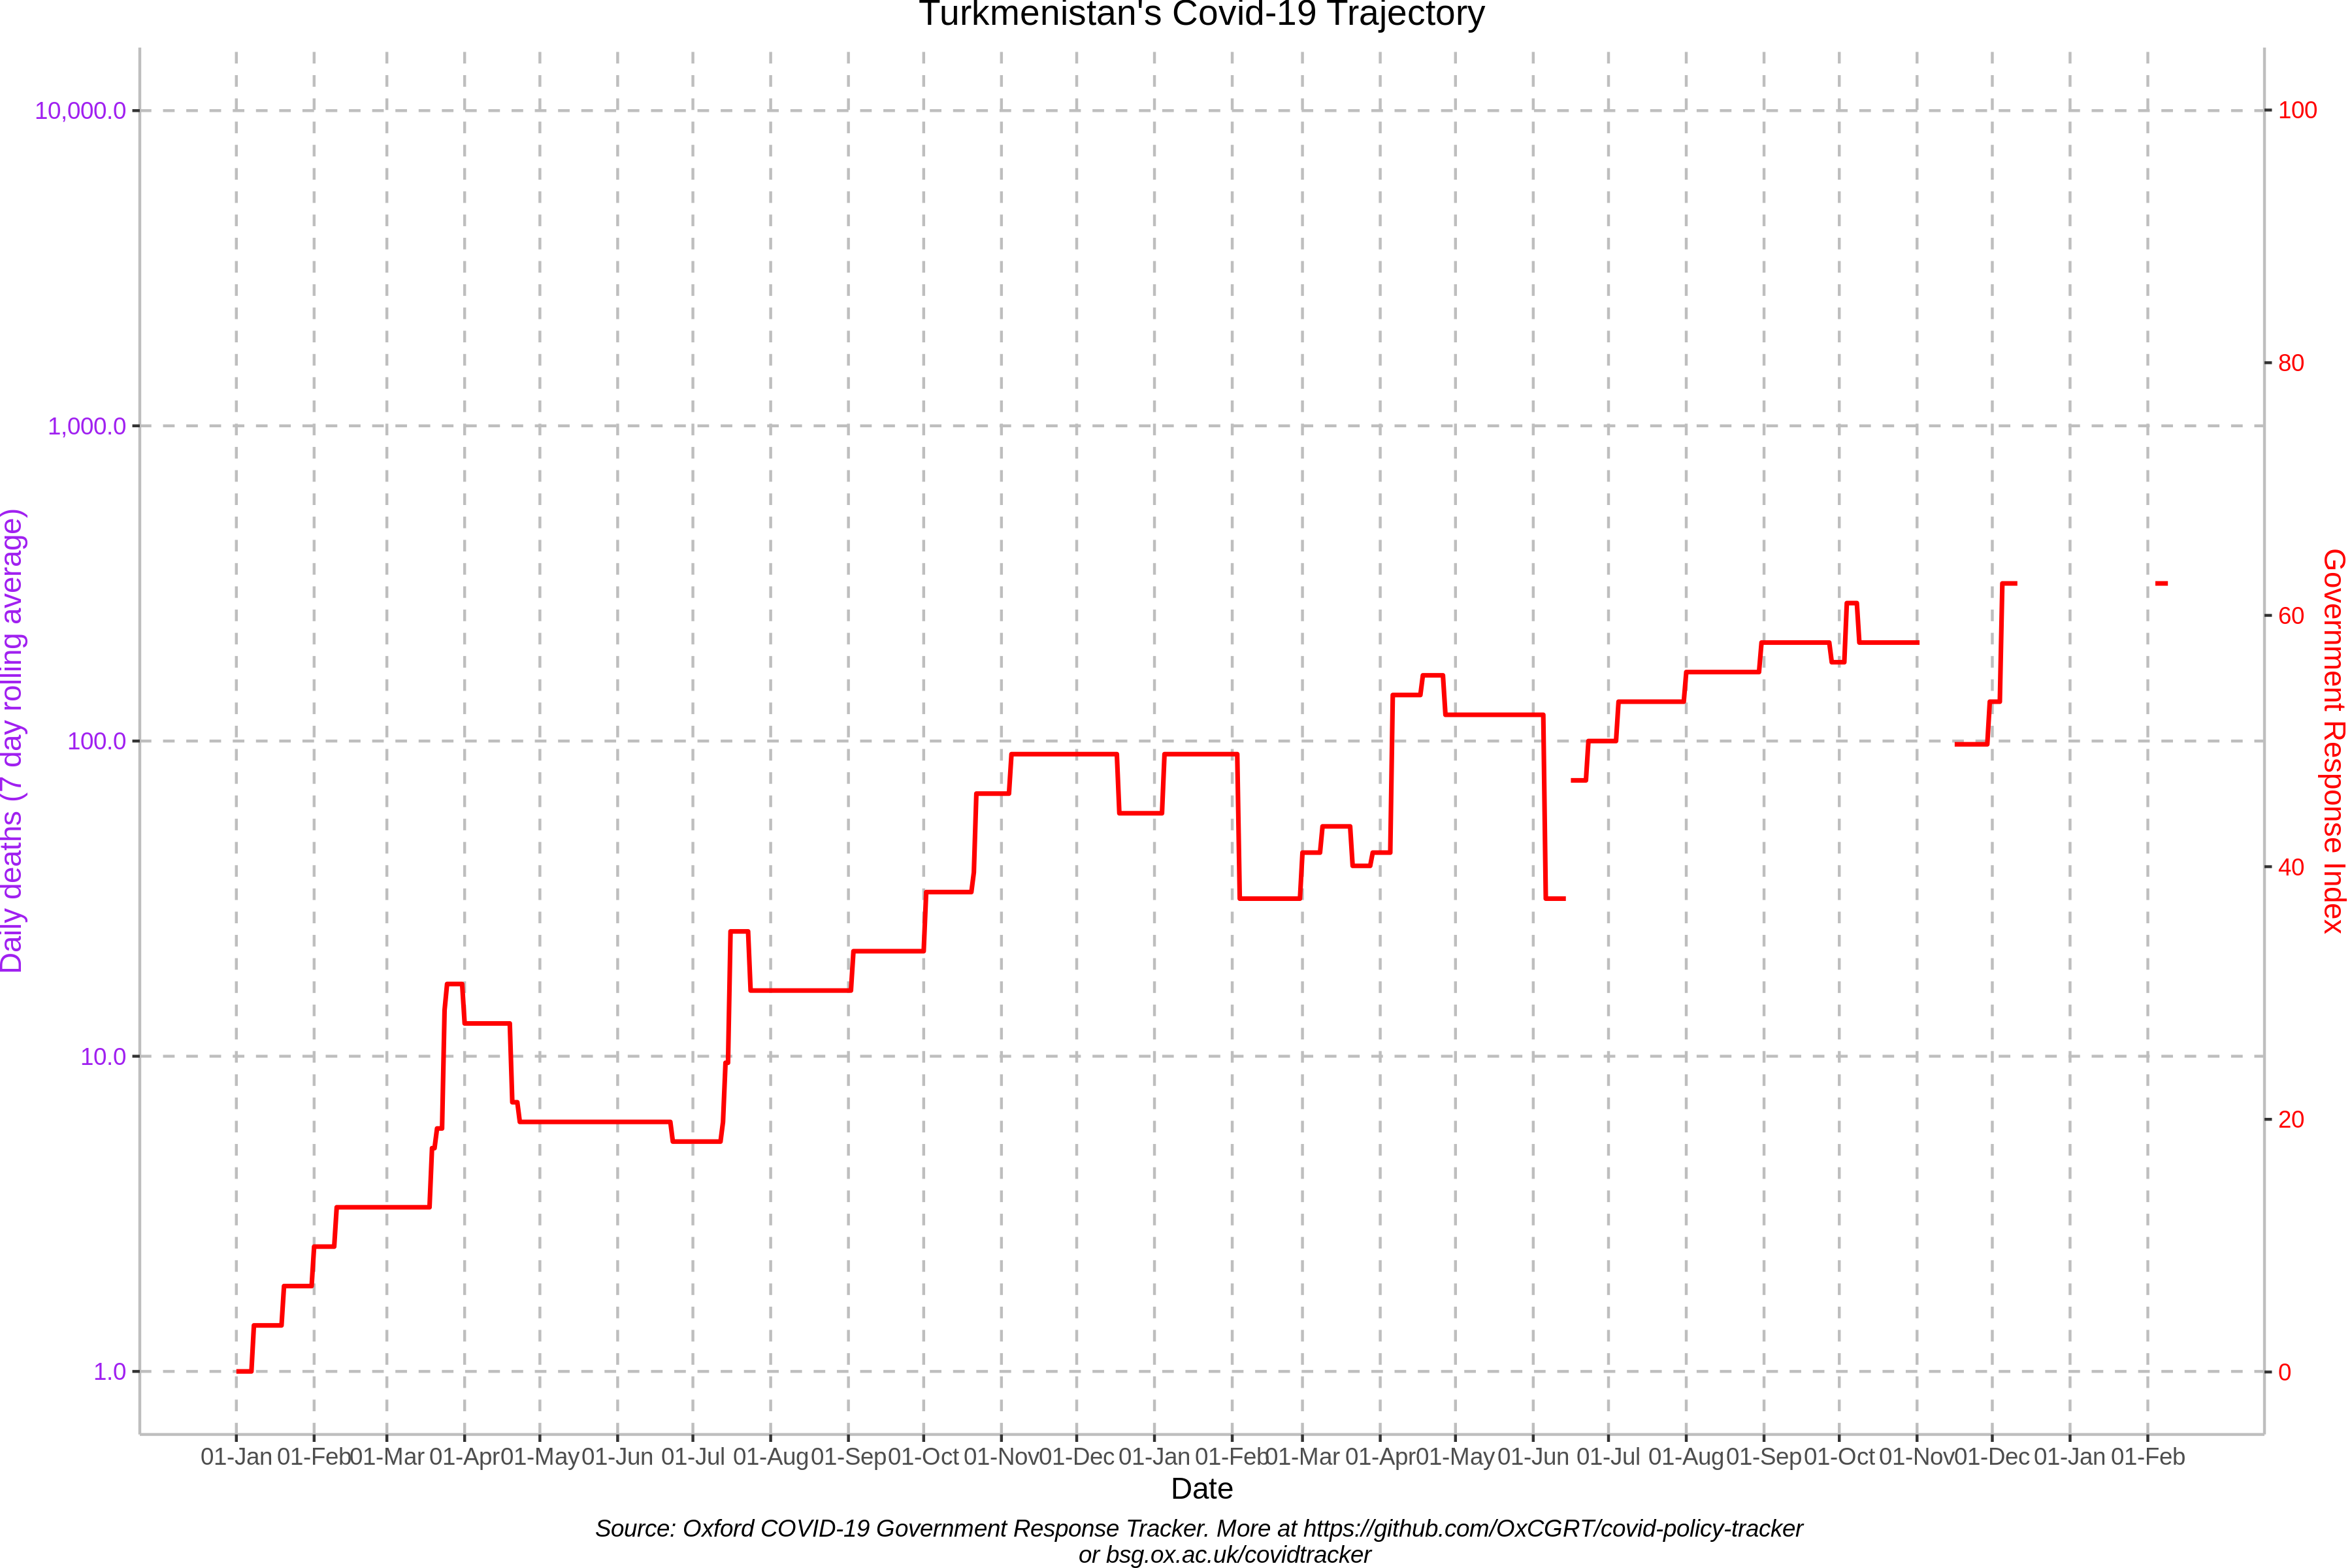 Turkmenistan's Covid-19 Trajectory
10,000.0
1,000.0
100.0
10.0
1.0
Daily deaths (7 day rolling average)
100
80
60
40
20
0
Government Response Index
01-Jan 01-Feb 01-Mar 01-Apr 01-May 01-Jun 01-Jul 01-Aug 01-Sep 01-Oct 01-Nov 01-Dec 01-Jan 01-Feb 01-Mar 01-Apr 01-May 01-Jun 01-Jul 01-Aug 01-Sep 01-Oct 01-Nov 01-Dec 01-Jan 01-Feb
Date
Source: Oxford COVID-19 Government Response Tracker. More at https://github.com/OxCGRT/covid-policy-tracker
or bsg.ox.ac.uk/covidtracker